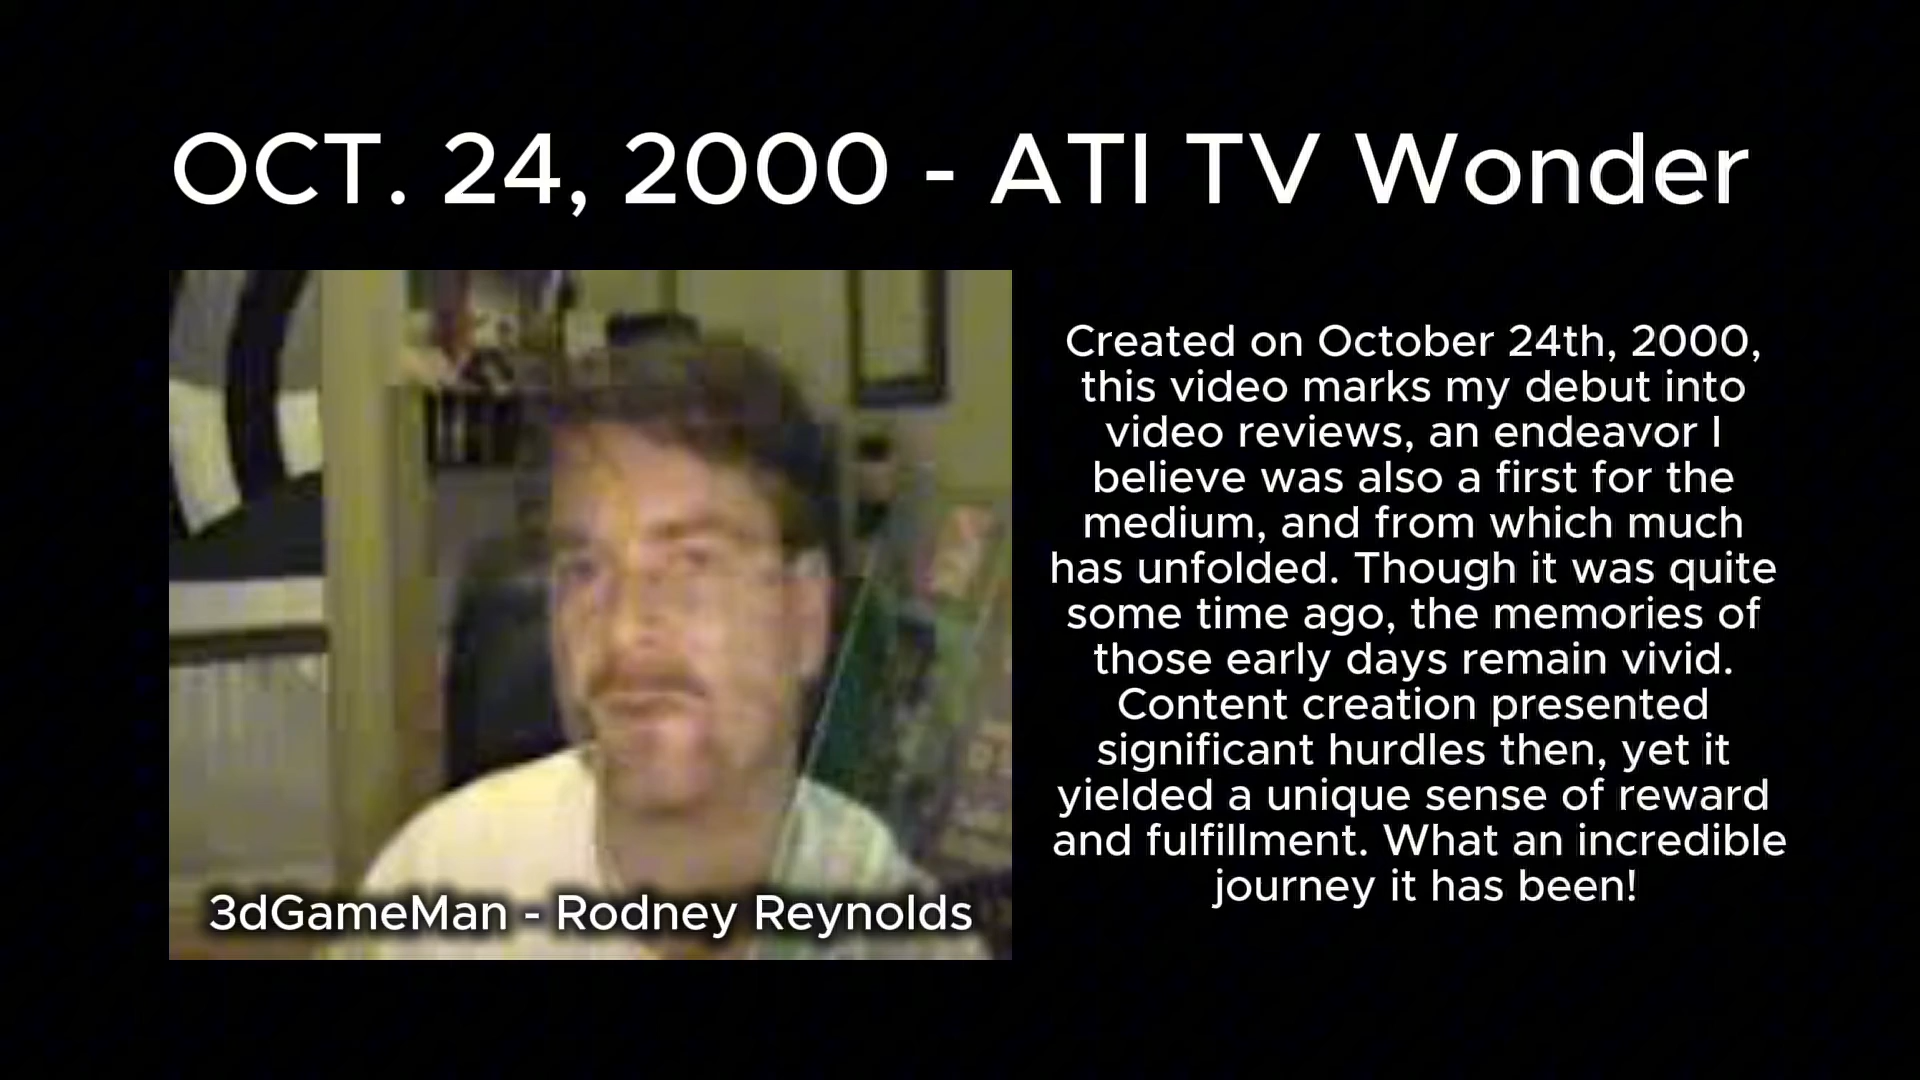 OCT. 24, 2000 - ATI TV Wonder
Created on October 24th, 2000,
this video marks my debut into
video reviews, an endeavor I
believe was also a first for the
medium, and from which much
has unfolded. Though it was quite
some time ago, the memories of
those early days remain vivid.
Content creation presented
significant hurdles then, yet it
yielded a unique sense of reward
and fulfillment. What an incredible
journey it has been!
3dGameMan - Rodney Reynolds